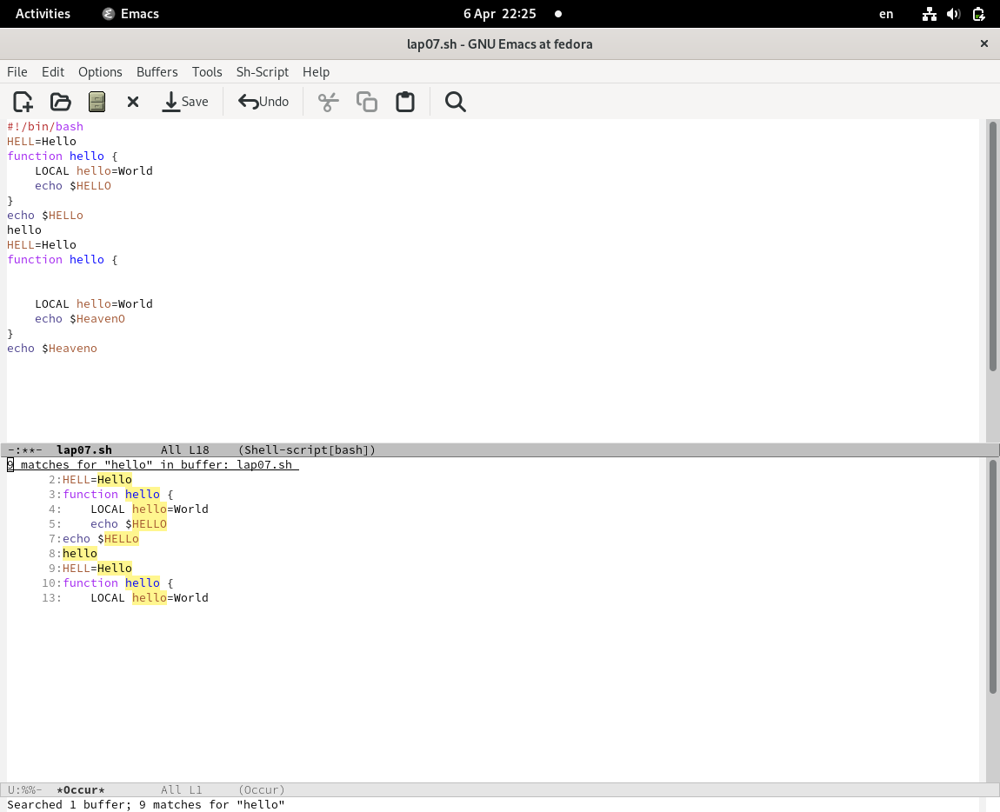 Activities Emacs 6 Apr 22:25 en
lap07.sh - GNU Emacs at fedora
File Edit Options Buffers Tools Sh-Script Help
Save Undo
#!/bin/bash
HELL=Hello
function hello {
    LOCAL hello=World
    echo $HELLO
}
echo $HELLo
hello
HELL=Hello
function hello {
    LOCAL hello=World
    echo $HeavenO
}
echo $Heaveno
-:**-  lap07.sh       All L18    (Shell-script[bash])
9 matches for "hello" in buffer: lap07.sh
      2:HELL=Hello
      3:function hello {
      4:    LOCAL hello=World
      5:    echo $HELLO
      7:echo $HELLo
      8:hello
      9:HELL=Hello
     10:function hello {
     13:    LOCAL hello=World
U:%%-  *Occur*        All L1     (Occur)
Searched 1 buffer; 9 matches for "hello"